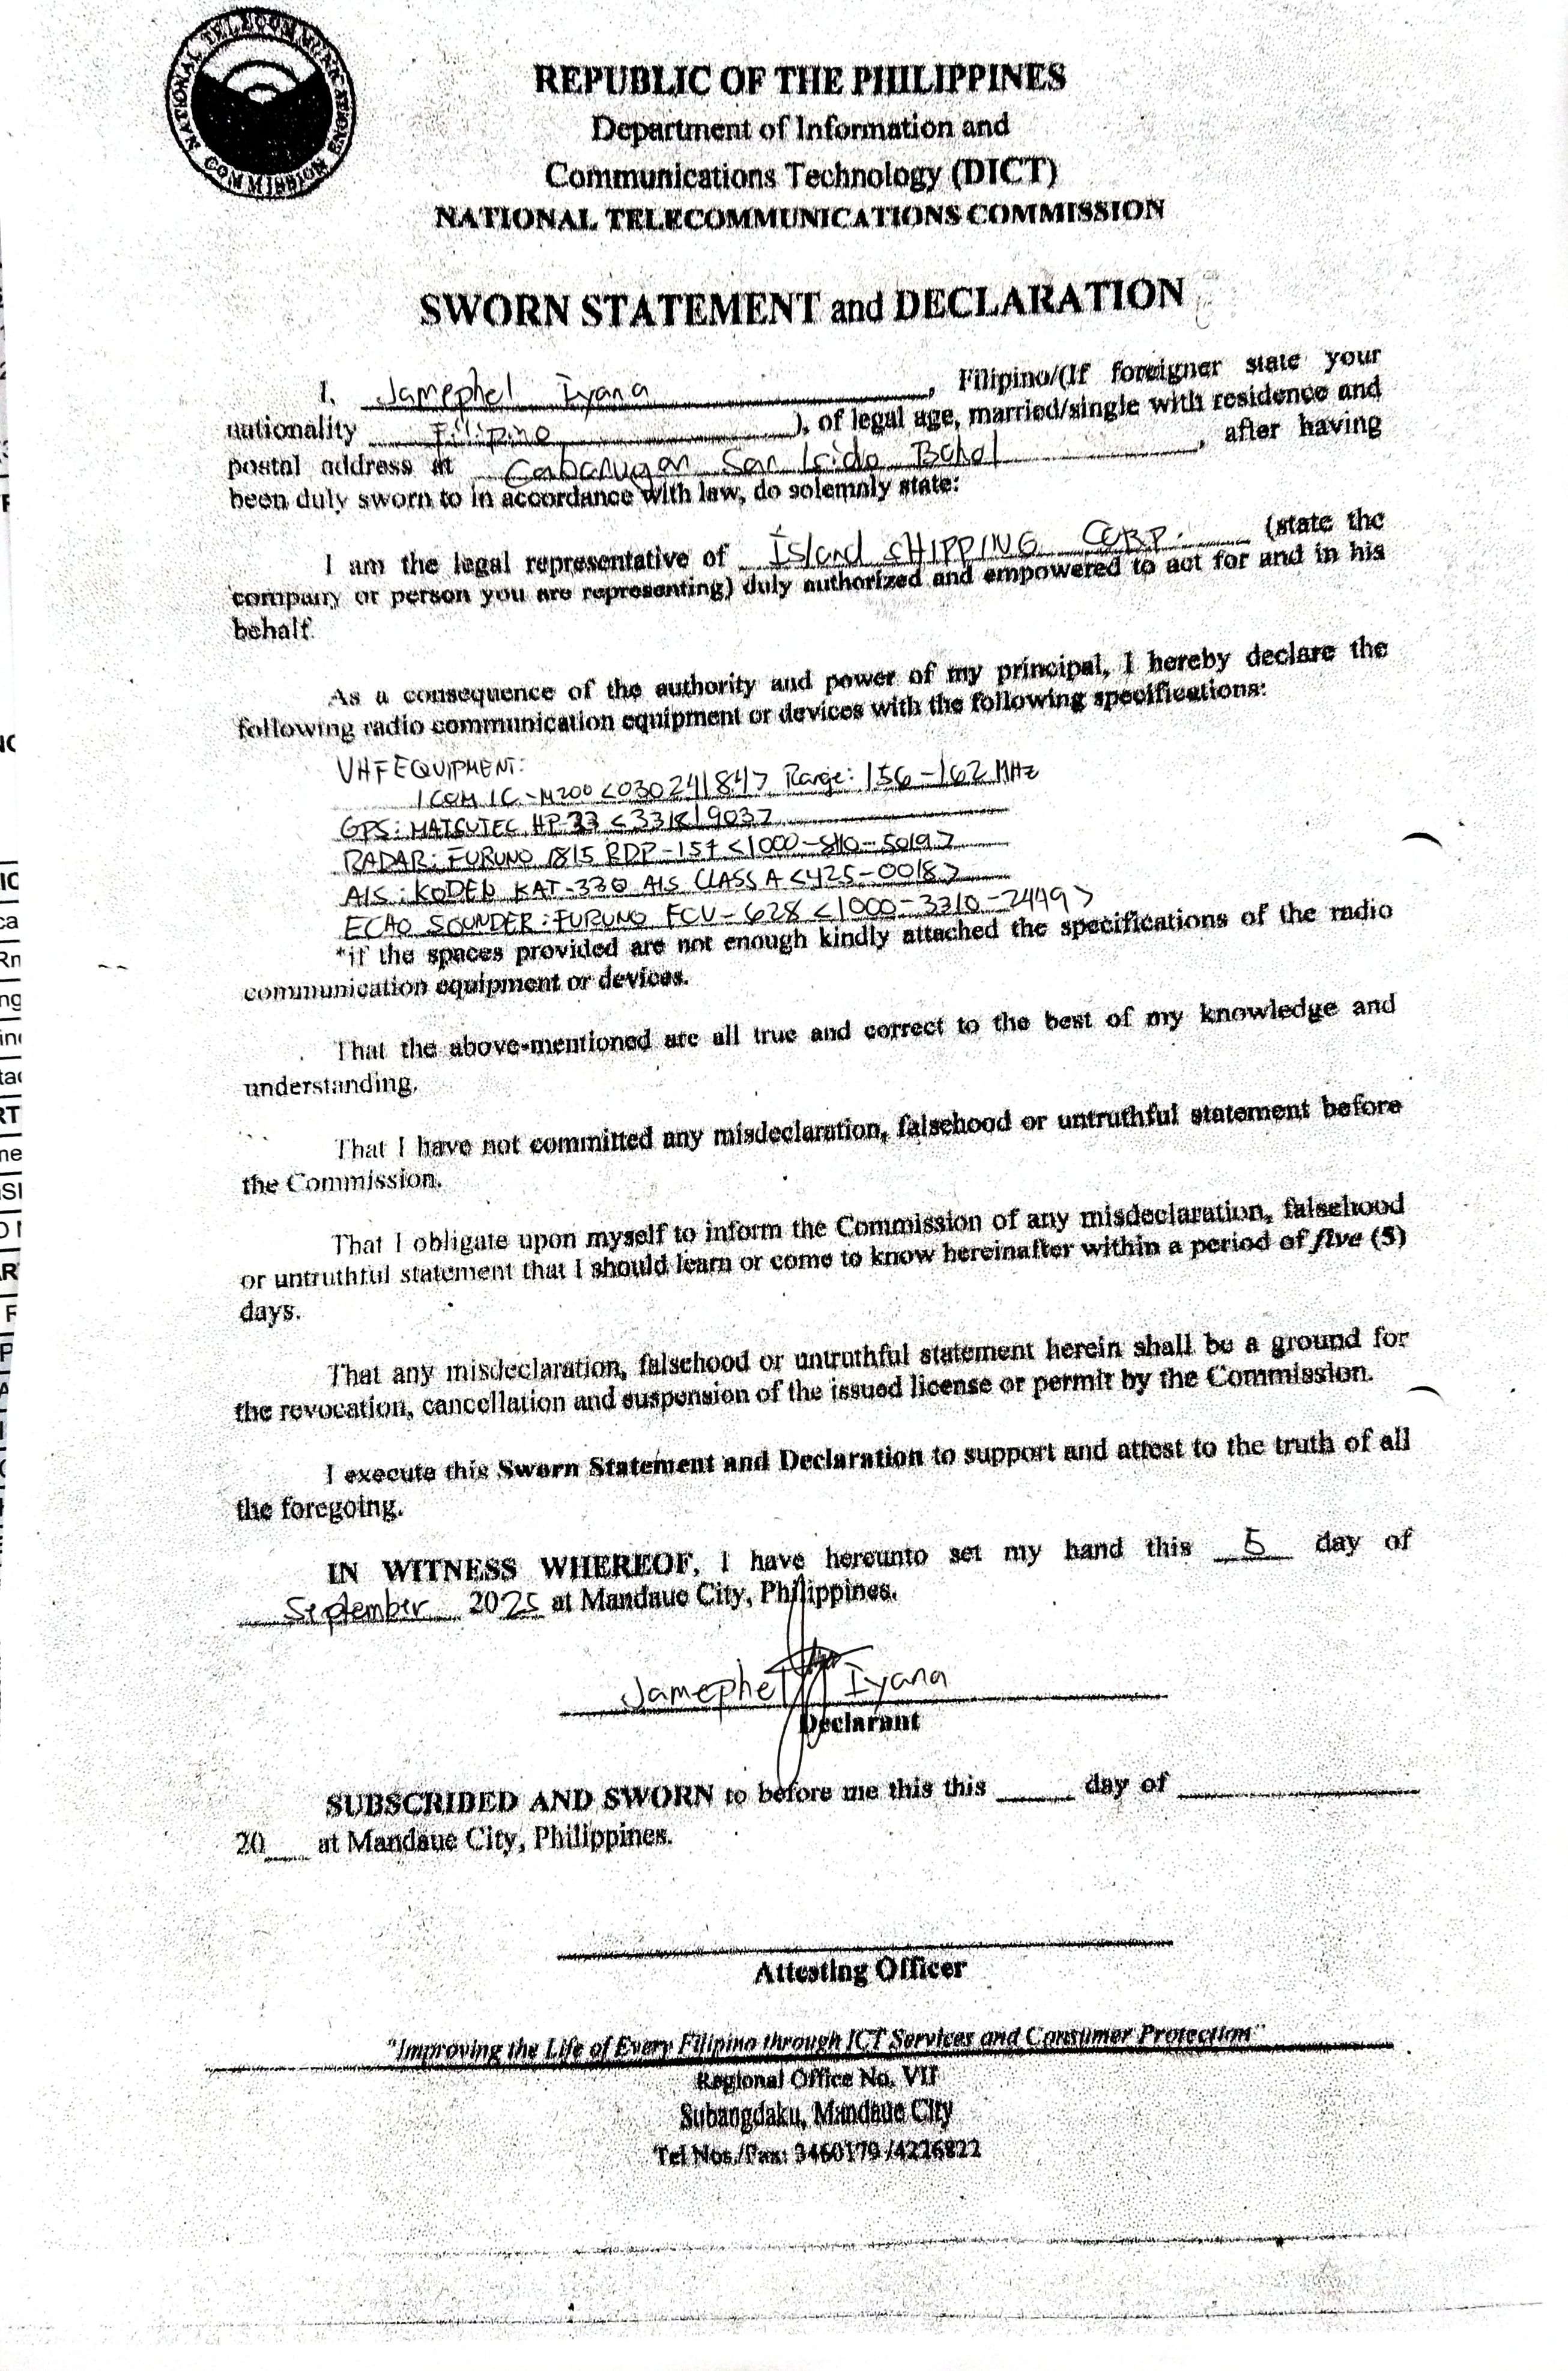 NATIONAL TELECOMMUNICATIONS COMMISSION
REPUBLIC OF THE PHILIPPINES
Department of Information and
Communications Technology (DICT)
NATIONAL TELECOMMUNICATIONS COMMISSION
SWORN STATEMENT and DECLARATION
I, Jamephel Iyana, Filipino/(If foreigner state your
nationality Filipino), of legal age, married/single with residence and
postal address at Cabanugan San Isidro Bohol, after having
been duly sworn to in accordance with law, do solemnly state:
I am the legal representative of Island SHIPPING CORP. (state the
company or person you are representing) duly authorized and empowered to act for and in his
behalf.
As a consequence of the authority and power of my principal, I hereby declare the
following radio communication equipment or devices with the following specifications:
VHF EQUIPMENT:
ICOM IC-M200 <03024184> Range: 156-162 MHz
GPS: MATSUTEC HP-33 <331819037
RADAR: FURUNO 1815 RDP-157 <1000-5019>
AIS: KODEN KAT-330 AIS CLASS A <425-0018>
ECHO SOUNDER: FURUNO FCU-628 <1000-3310-2449>
*if the spaces provided are not enough kindly attached the specifications of the radio
communication equipment or devices.
That the above-mentioned are all true and correct to the best of my knowledge and
understanding.
That I have not committed any misdeclaration, falsehood or untruthful statement before
the Commission.
That I obligate upon myself to inform the Commission of any misdeclaration, falsehood
or untruthful statement that I should learn or come to know hereinafter within a period of five (5)
days.
That any misdeclaration, falsehood or untruthful statement herein shall be a ground for
the revocation, cancellation and suspension of the issued license or permit by the Commission.
I execute this Sworn Statement and Declaration to support and attest to the truth of all
the foregoing.
IN WITNESS WHEREOF, I have hereunto set my hand this 5 day of
September 2025 at Mandaue City, Philippines.
Jamephel Iyana
Declarant
SUBSCRIBED AND SWORN to before me this this ____ day of ____
20__ at Mandaue City, Philippines.
Attesting Officer
"Improving the Life of Every Filipino through ICT Services and Consumer Protection"
Regional Office No. VII
Subangdaku, Mandaue City
Tel Nos./Fax: 3460179 /4226822